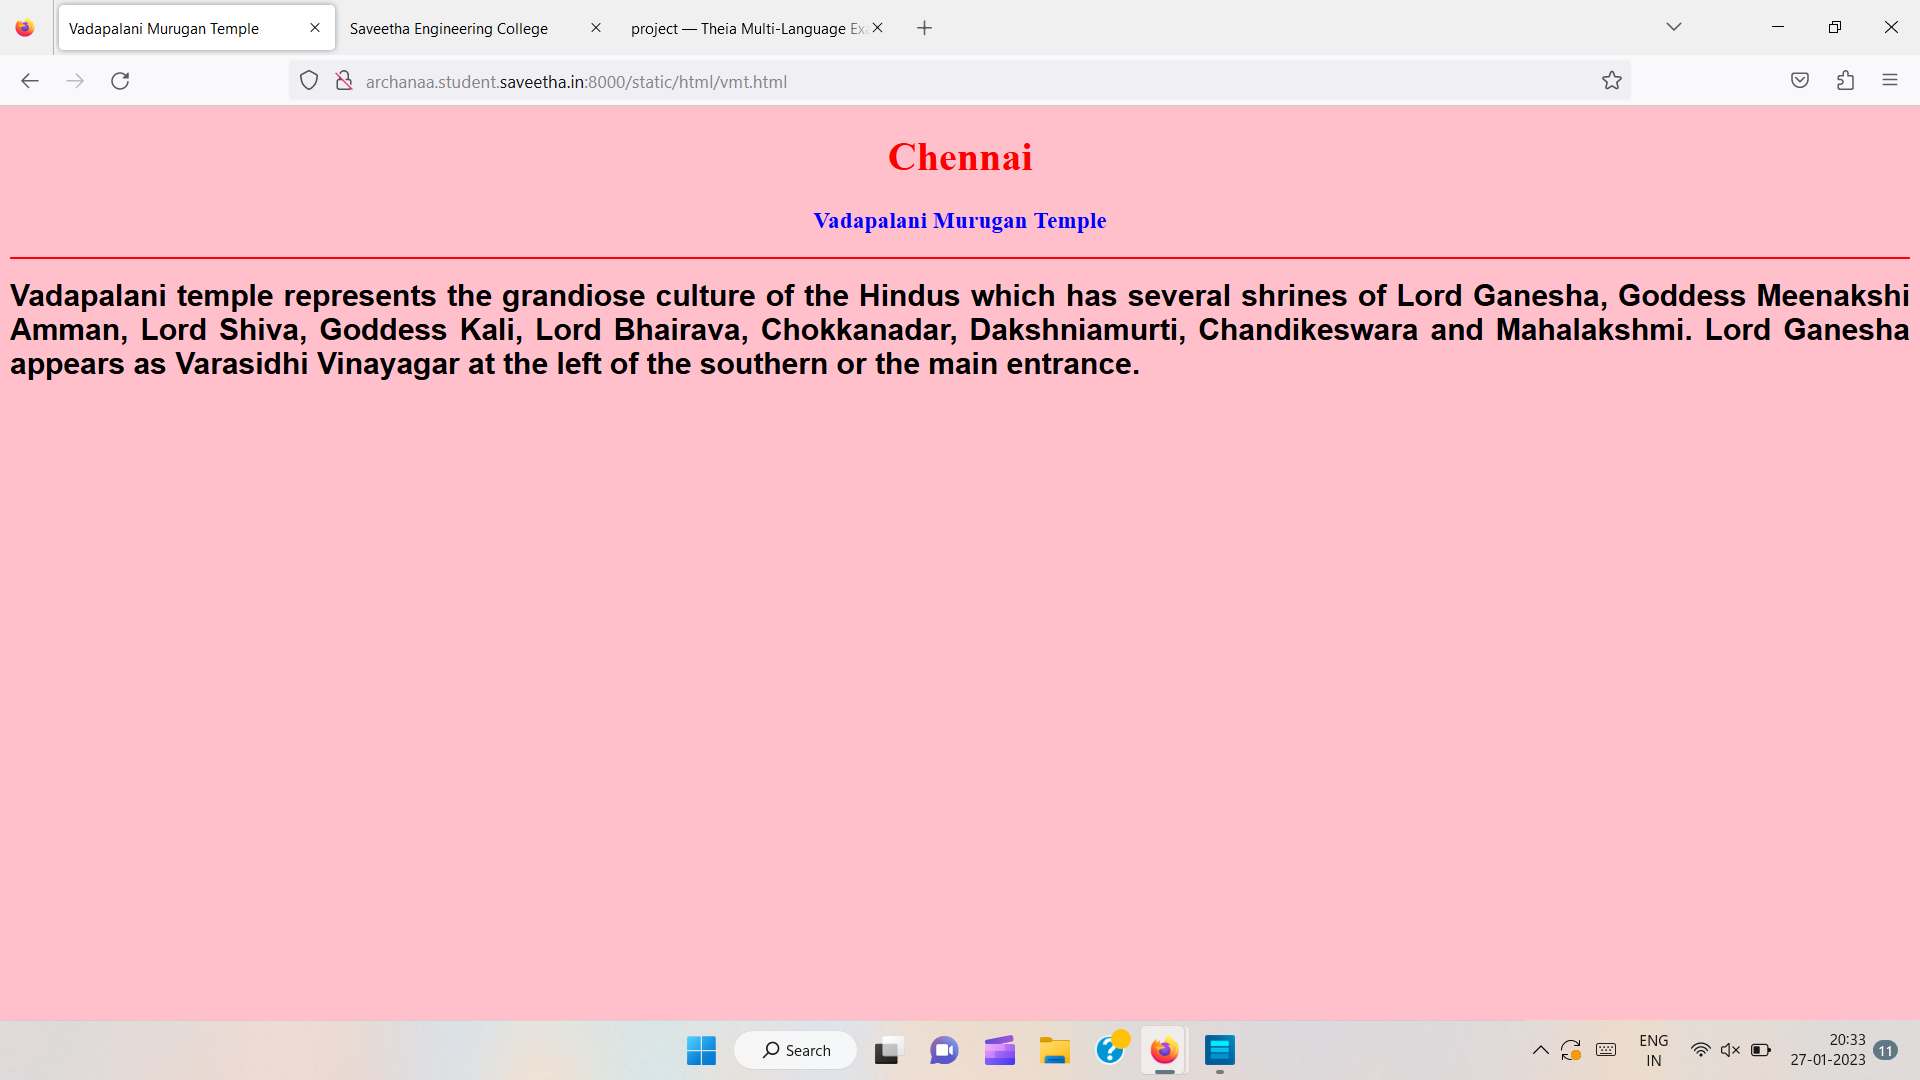 Vadapalani Murugan Temple
Saveetha Engineering College
project — Theia Multi-Language Ex
archanaa.student.saveetha.in:8000/static/html/vmt.html
Chennai
Vadapalani Murugan Temple
Vadapalani temple represents the grandiose culture of the Hindus which has several shrines of Lord Ganesha, Goddess Meenakshi
Amman, Lord Shiva, Goddess Kali, Lord Bhairava, Chokkanadar, Dakshniamurti, Chandikeswara and Mahalakshmi. Lord Ganesha
appears as Varasidhi Vinayagar at the left of the southern or the main entrance.
Search
ENG
IN
20:33
27-01-2023
11